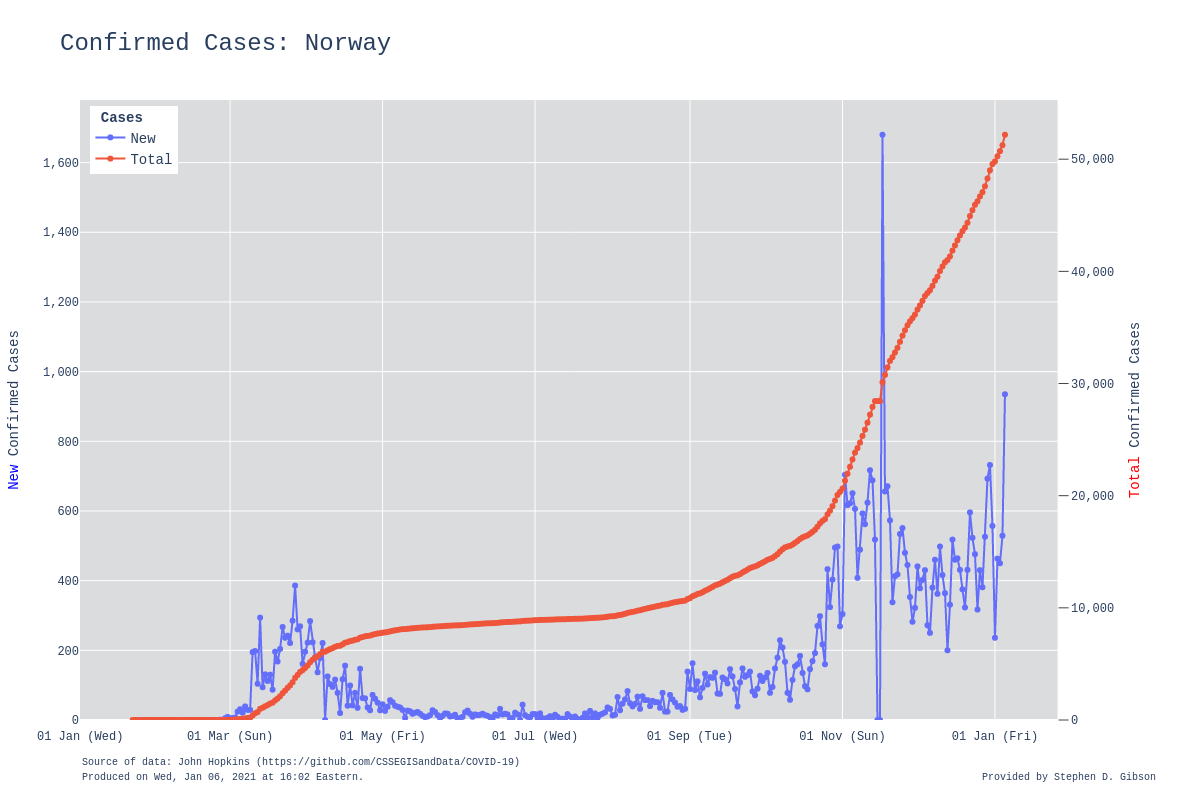 Confirmed Cases: Norway
Cases
New
Total
1,600
1,400
1,200
1,000
800
600
400
200
0
New Confirmed Cases
50,000
40,000
30,000
20,000
10,000
0
Total Confirmed Cases
01 Jan (Wed) 01 Mar (Sun) 01 May (Fri) 01 Jul (Wed) 01 Sep (Tue) 01 Nov (Sun) 01 Jan (Fri)
Source of data: John Hopkins (https://github.com/CSSEGISandData/COVID-19)
Produced on Wed, Jan 06, 2021 at 16:02 Eastern.
Provided by Stephen D. Gibson